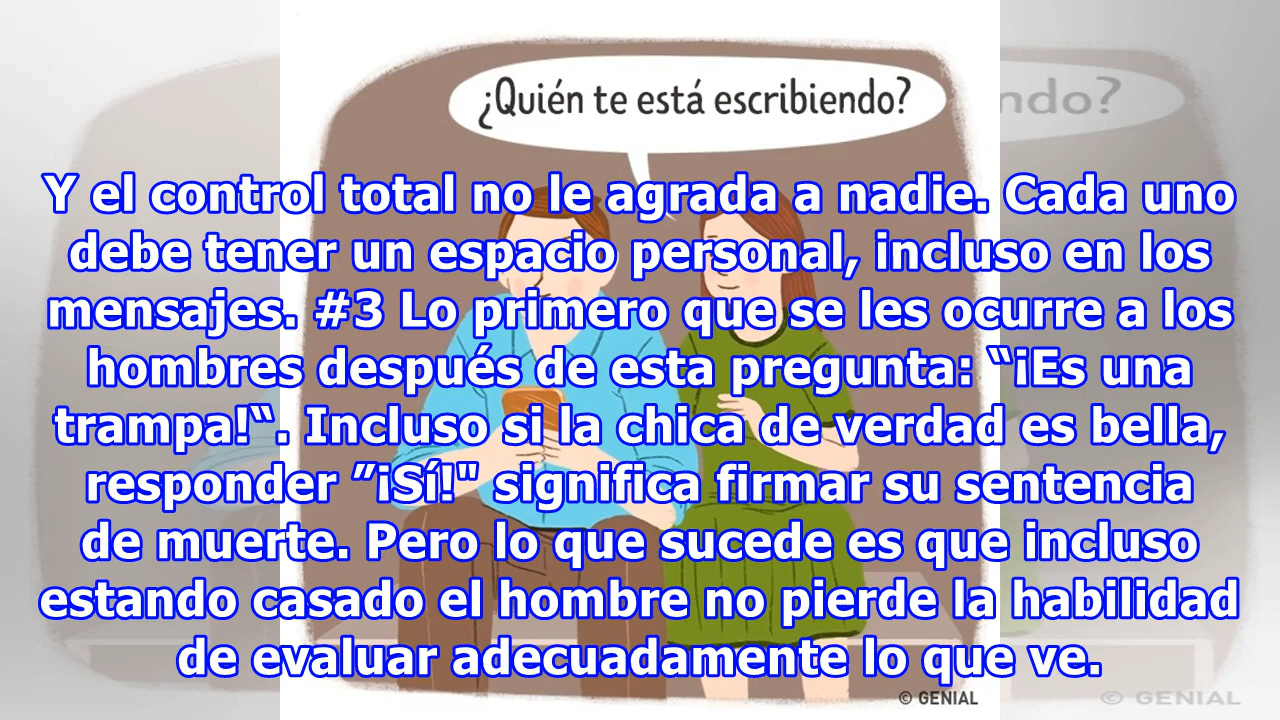 ¿Quién te está escribiendo?
ndo?
Y el control total no le agrada a nadie. Cada uno
debe tener un espacio personal, incluso en los
mensajes. #3 Lo primero que se les ocurre a los
hombres después de esta pregunta: “¡Es una
trampa!“. Incluso si la chica de verdad es bella,
responder ”¡Sí!" significa firmar su sentencia
de muerte. Pero lo que sucede es que incluso
estando casado el hombre no pierde la habilidad
de evaluar adecuadamente lo que ve.
© GENIAL
© GENIAL